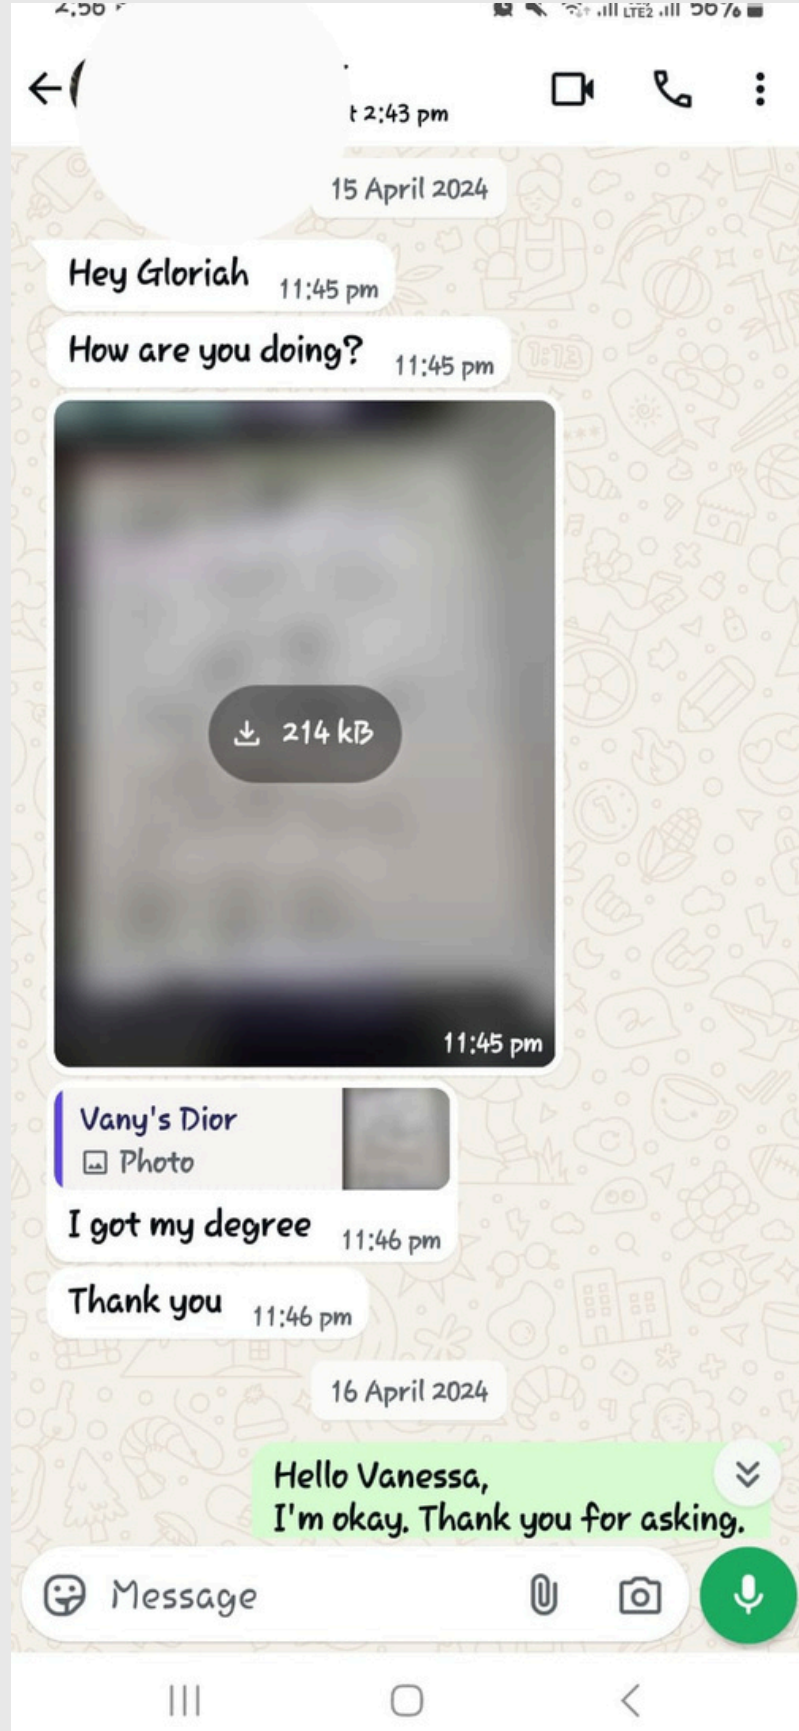 LTE2 56%
2:43 pm
15 April 2024
Hey Gloriah 11:45 pm
How are you doing? 11:45 pm
214 kB
11:45 pm
Vany's Dior
Photo
I got my degree 11:46 pm
Thank you 11:46 pm
16 April 2024
Hello Vanessa,
I'm okay. Thank you for asking.
Message